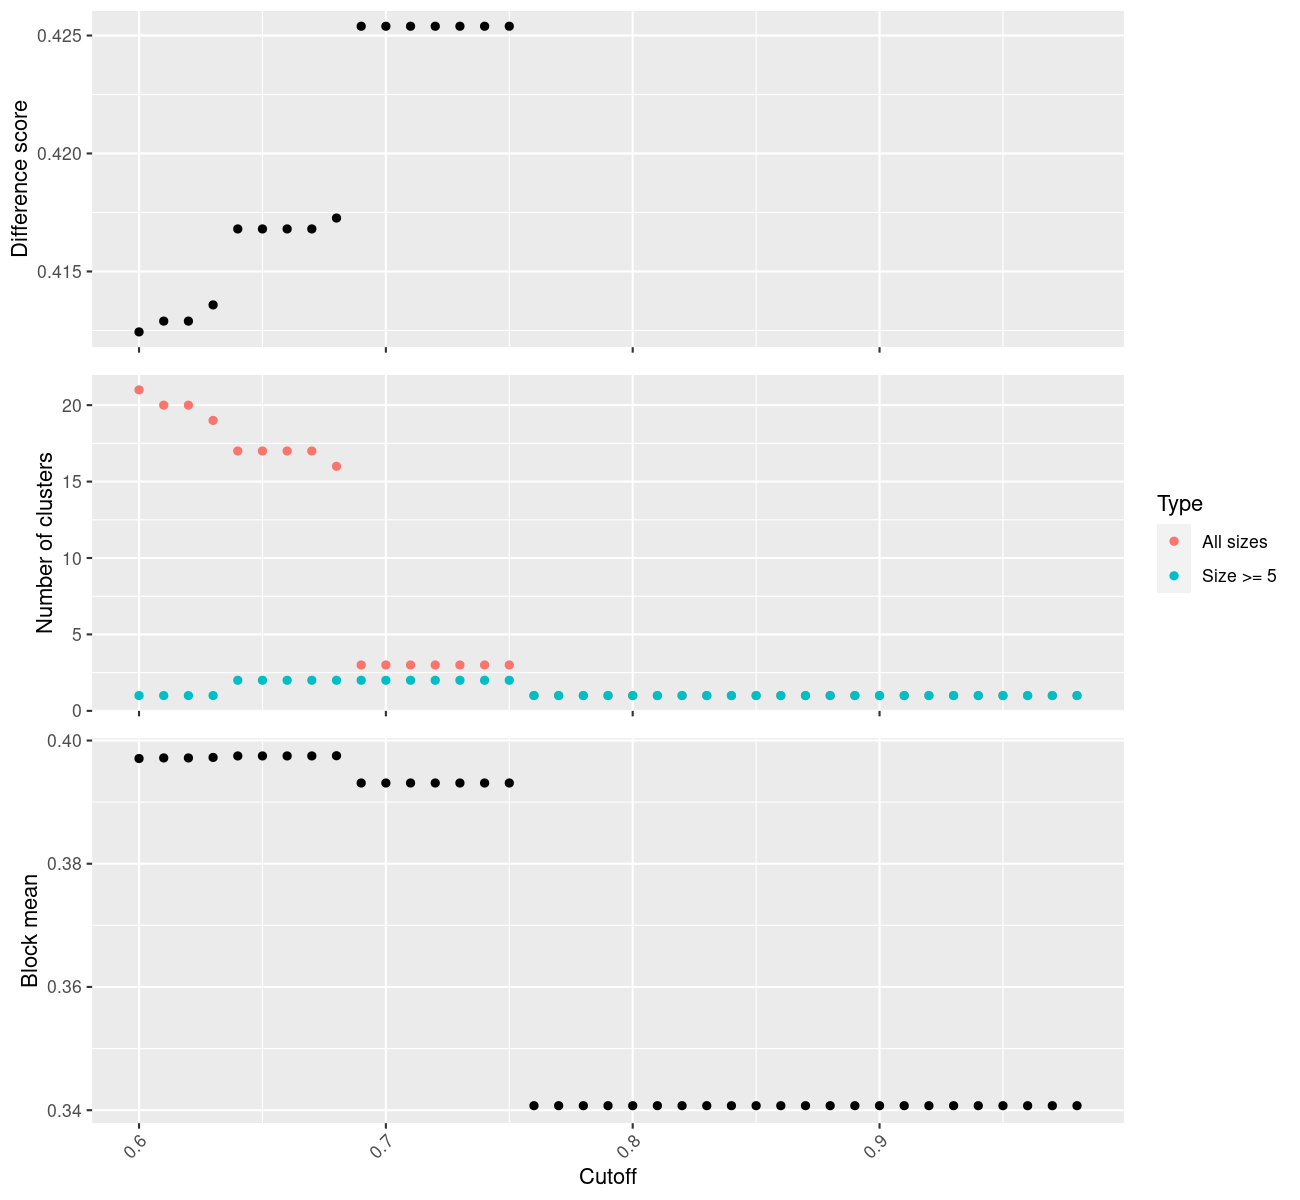 Difference score
0.425
0.420
0.415
Number of clusters
20
15
10
5
0
Type
All sizes
Size >= 5
Block mean
0.40
0.38
0.36
0.34
0.6
0.7
0.8
0.9
Cutoff